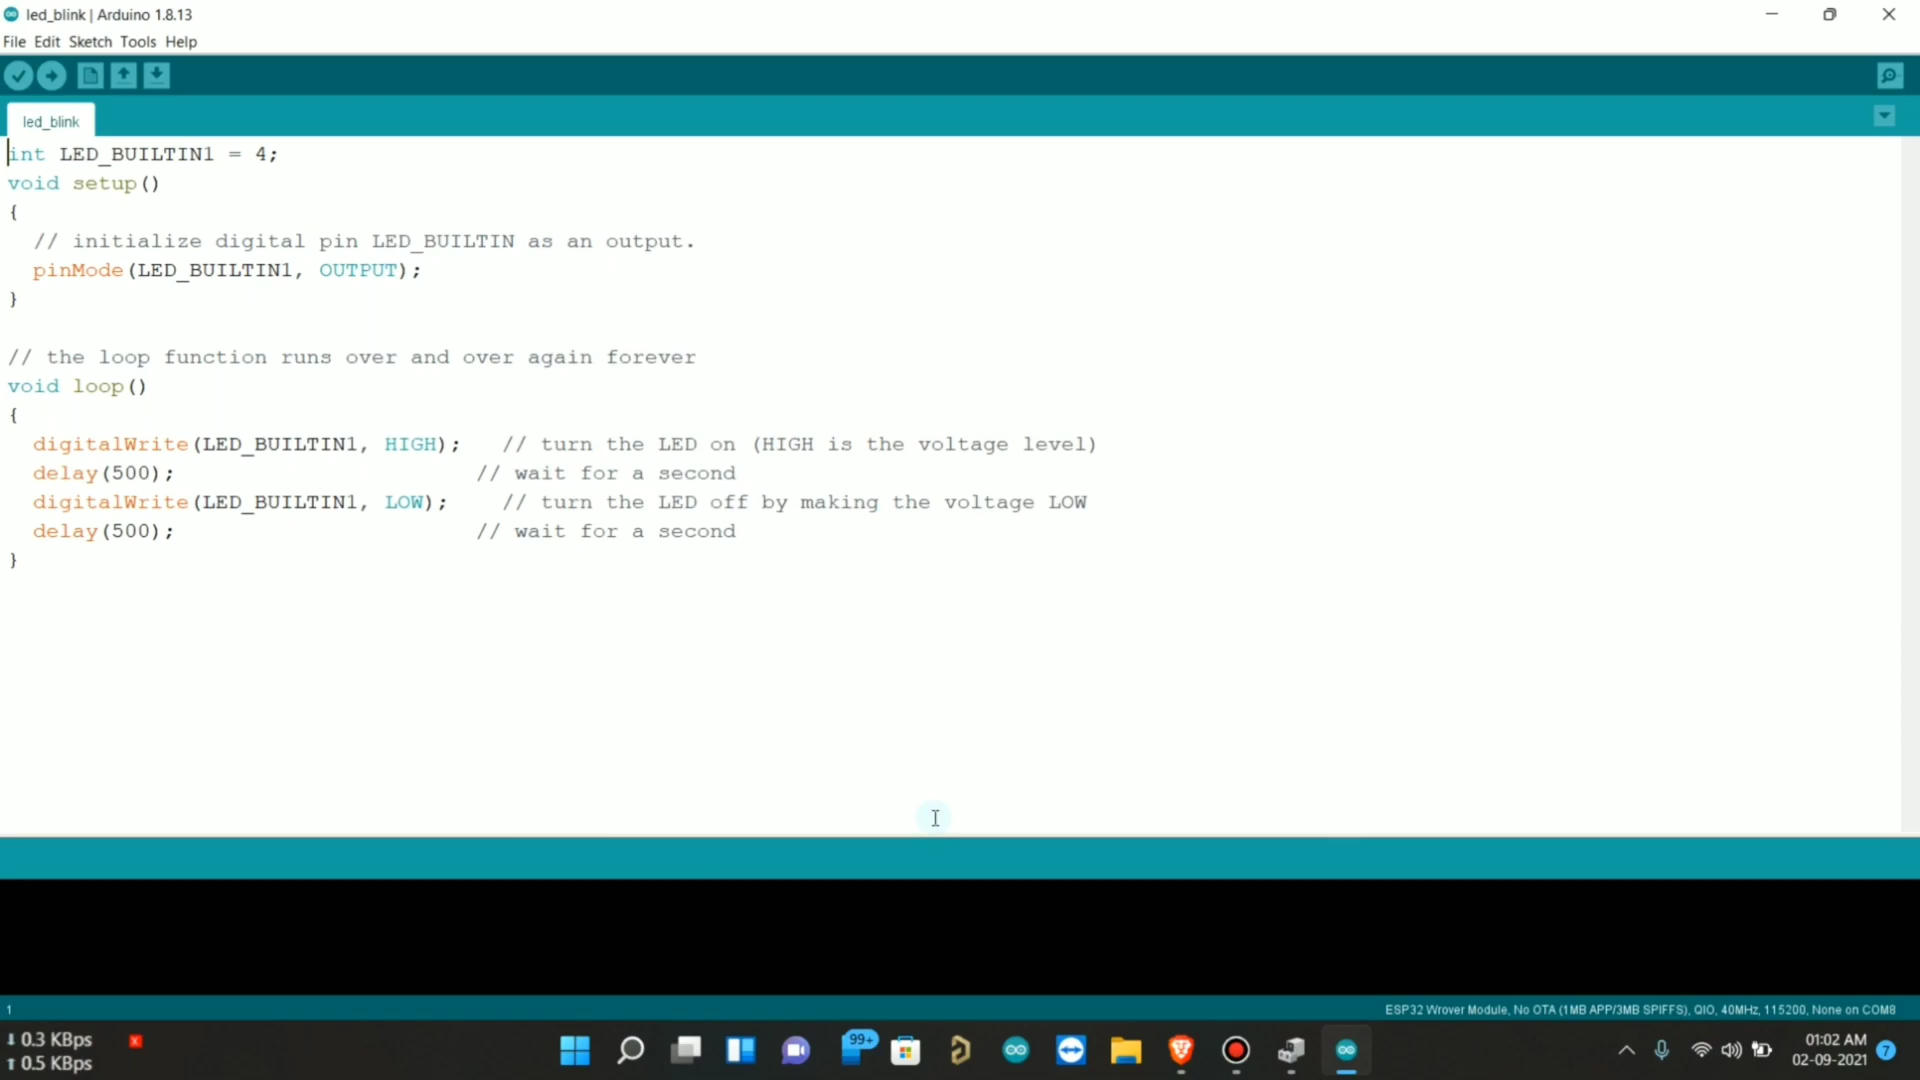 led_blink | Arduino 1.8.13
File Edit Sketch Tools Help
led_blink
int LED_BUILTIN1 = 4;
void setup()
{
// initialize digital pin LED_BUILTIN as an output.
pinMode(LED_BUILTIN1, OUTPUT);
}
// the loop function runs over and over again forever
void loop()
{
digitalWrite(LED_BUILTIN1, HIGH); // turn the LED on (HIGH is the voltage level)
delay(500); // wait for a second
digitalWrite(LED_BUILTIN1, LOW); // turn the LED off by making the voltage LOW
delay(500); // wait for a second
}
1 ESP32 Wrover Module, No OTA (1MB APP/3MB SPIFFS), QIO, 40MHz, 115200, None on COM8
0.3 KBps
0.5 KBps
99+
01:02 AM
02-09-2021
7